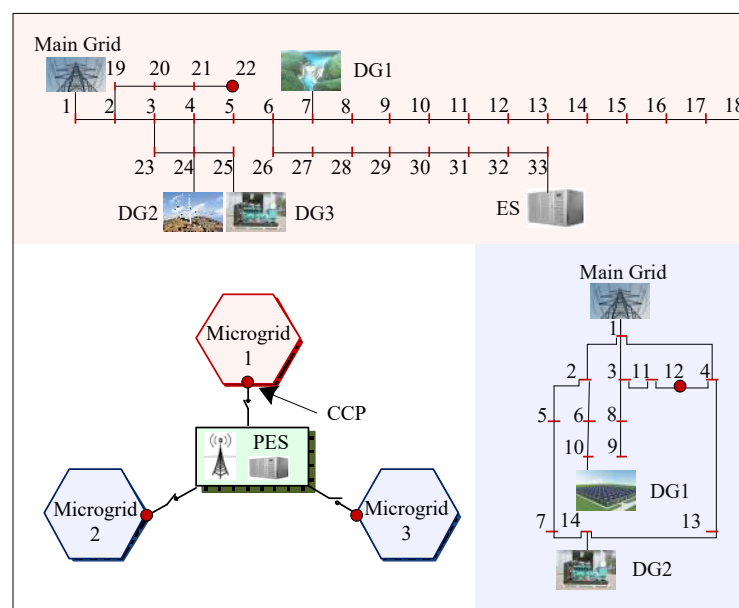 Main Grid
19 20 21 22
DG1
1 2 3 4 5 6 7 8 9 10 11 12 13 14 15 16 17 18
23 24 25 26 27 28 29 30 31 32 33
DG2 DG3 ES
Main Grid
1
2 3 11 12 4
5 6 8
10 9
DG1
7 14 13
DG2
Microgrid
1
CCP
PES
Microgrid
2
Microgrid
3